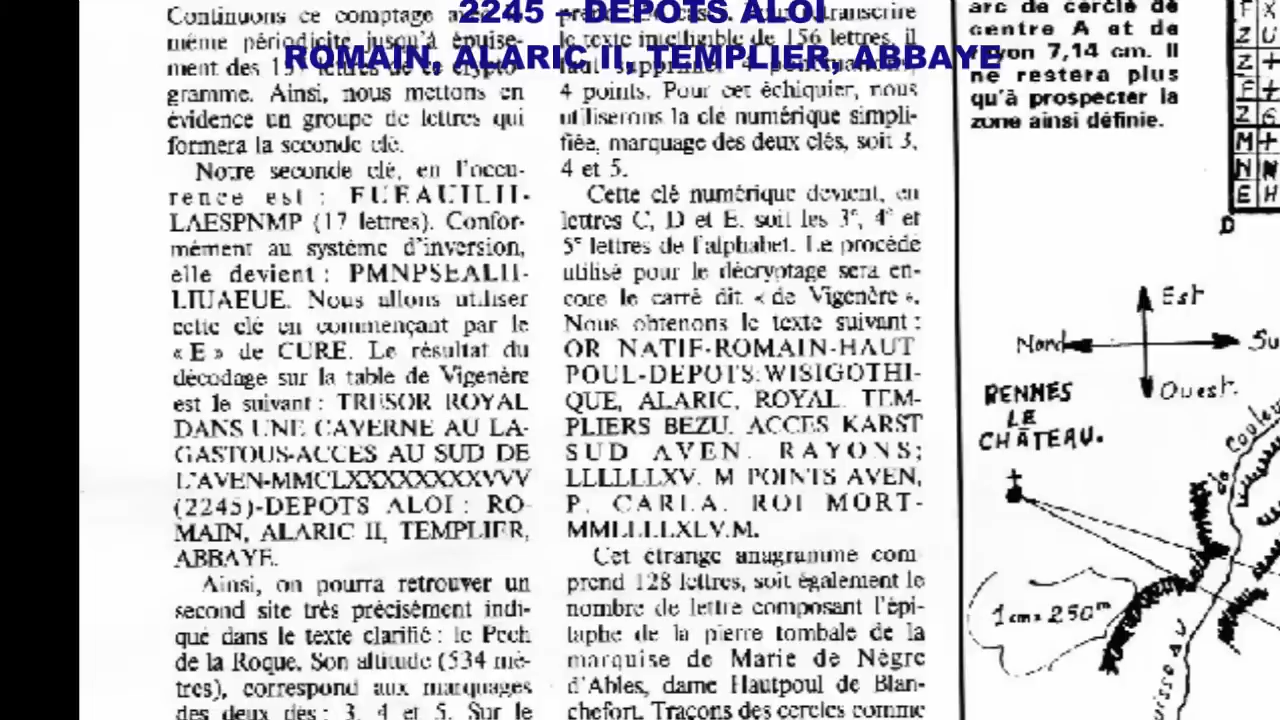 2245 - DEPOTS ALOI
ROMAIN, ALARIC II, TEMPLIER, ABBAYE
Continuons ce comptage
même périodicité jusqu'à épuise-
ment des 157 lettres de ce crypto-
gramme. Ainsi, nous mettons en
évidence un groupe de lettres qui
formera la seconde clé.
Notre seconde clé, en l'occu-
rence est : FUEAUILII-
LAESPNMP (17 lettres). Confor-
mément au système d'inversion,
elle devient : PMNPSEALII-
LIUAEUE. Nous allons utiliser
cette clé en commençant par le
« E » de CURE. Le résultat du
décodage sur la table de Vigenère
est le suivant : TRESOR ROYAL
DANS UNE CAVERNE AU LA-
GASTOUS-ACCES AU SUD DE
L'AVEN-MMCLXXXXXXXXVVV
(2245)-DEPOTS ALOI : RO-
MAIN, ALARIC II, TEMPLIER,
ABBAYE.
Ainsi, on pourra retrouver un
second site très précisément indi-
qué dans le texte clarifié : le Pech
de la Roque. Son altitude (534 mè-
tres), correspond aux marquages
des deux clés : 3, 4 et 5. Sur le
transcrire
le texte intelligible de 156 lettres, il
faut supprimer 4 ponctuations,
4 points. Pour cet échiquier, nous
utiliserons la clé numérique simpli-
fiée, marquage des deux clés, soit 3,
4 et 5.
Cette clé numérique devient, en
lettres C, D et E, soit les 3e, 4e et
5e lettres de l'alphabet. Le procédé
utilisé pour le décryptage sera en-
core le carré dit « de Vigenère ».
Nous obtenons le texte suivant :
OR NATIF-ROMAIN-HAUT
POUL-DEPOTS:WISIGOTHI-
QUE, ALARIC, ROYAL. TEM-
PLIERS BEZU. ACCES KARST
SUD AVEN. RAYONS;
LLLLLLXV. M POINTS AVEN,
P. CARLA. ROI MORT-
MMLLLLXLV.M.
Cet étrange anagramme com
prend 128 lettres, soit également le
nombre de lettre composant l'épi-
taphe de la pierre tombale de la
marquise de Marie de Nègre
d'Ables, dame Hautpoul de Blan-
chefort. Traçons des cercles comme
arc de cercle de
centre A et de
rayon 7,14 cm. Il
ne restera plus
qu'à prospecter la
zone ainsi définie.
F X
Z U
Z +
F +
Z G
M +
N N
E H
D
Est
Nord
Su
Ouest.
RENNES
LE
CHÂTEAU.
de Couleu
1 cm = 250 m